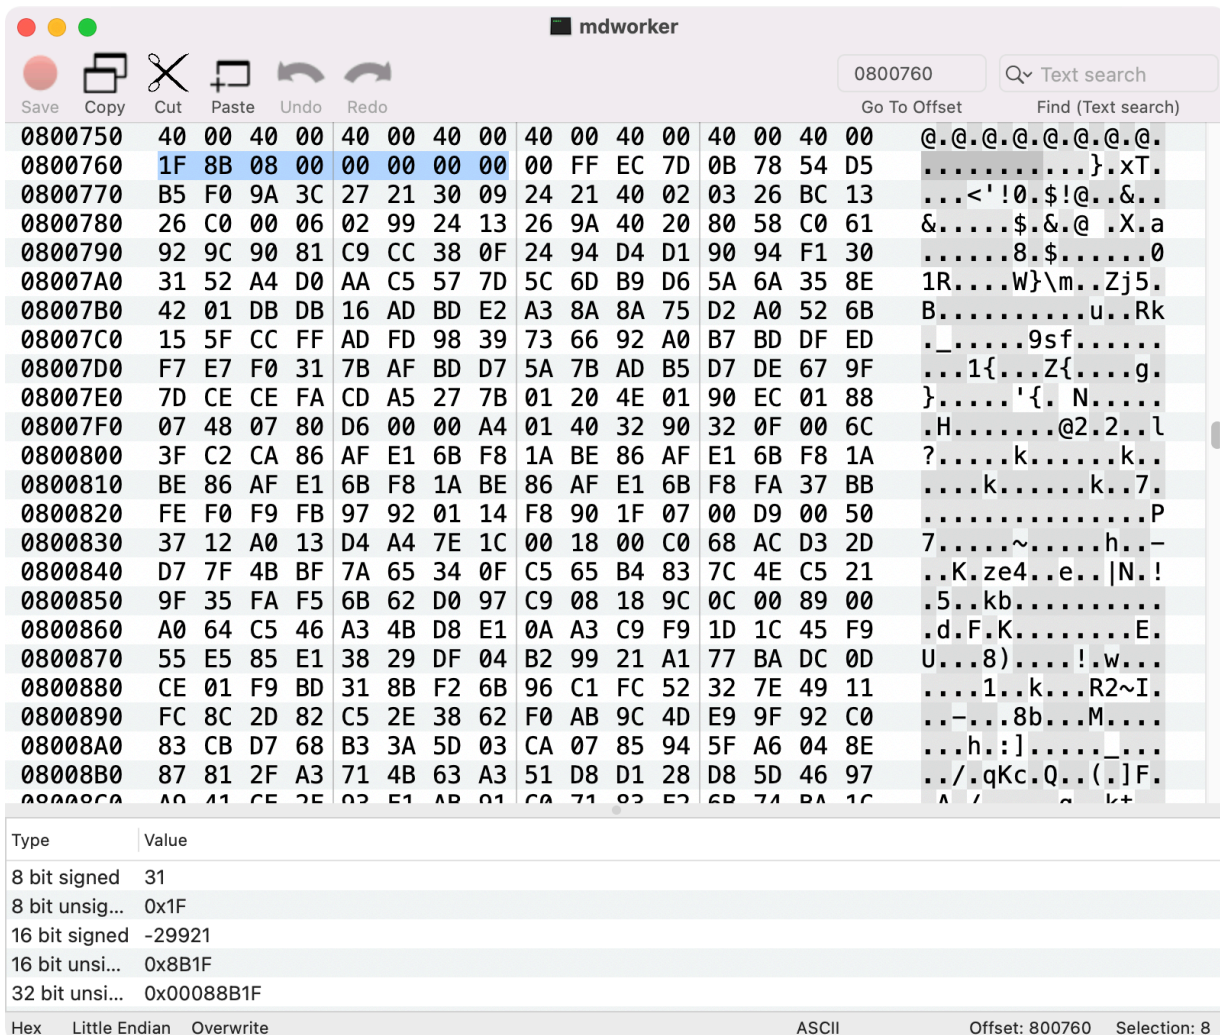 mdworker
0800760 Text search
Save Copy Cut Paste Undo Redo Go To Offset Find (Text search)
0800750 40 00 40 00 40 00 40 00 40 00 40 00 40 00 40 00 @.@.@.@.@.@.@.@.
0800760 1F 8B 08 00 00 00 00 00 00 FF EC 7D 0B 78 54 D5 ...........}.xT.
0800770 B5 F0 9A 3C 27 21 30 09 24 21 40 02 03 26 BC 13 ...<'!0.$!@..&..
0800780 26 C0 00 06 02 99 24 13 26 9A 40 20 80 58 C0 61 &.....$.&.@ .X.a
0800790 92 9C 90 81 C9 CC 38 0F 24 94 D4 D1 90 94 F1 30 ......8.$......0
08007A0 31 52 A4 D0 AA C5 57 7D 5C 6D B9 D6 5A 6A 35 8E 1R....W}\m..Zj5.
08007B0 42 01 DB DB 16 AD BD E2 A3 8A 8A 75 D2 A0 52 6B B..........u..Rk
08007C0 15 5F CC FF AD FD 98 39 73 66 92 A0 B7 BD DF ED ._.....9sf......
08007D0 F7 E7 F0 31 7B AF BD D7 5A 7B AD B5 D7 DE 67 9F ...1{...Z{....g.
08007E0 7D CE CE FA CD A5 27 7B 01 20 4E 01 90 EC 01 88 }.....'{. N.....
08007F0 07 48 07 80 D6 00 00 A4 01 40 32 90 32 0F 00 6C .H.......@2.2..l
0800800 3F C2 CA 86 AF E1 6B F8 1A BE 86 AF E1 6B F8 1A ?.....k......k..
0800810 BE 86 AF E1 6B F8 1A BE 86 AF E1 6B F8 FA 37 BB ....k......k..7.
0800820 FE F0 F9 FB 97 92 01 14 F8 90 1F 07 00 D9 00 50 ...............P
0800830 37 12 A0 13 D4 A4 7E 1C 00 18 00 C0 68 AC D3 2D 7.....~.....h..-
0800840 D7 7F 4B BF 7A 65 34 0F C5 65 B4 83 7C 4E C5 21 ..K.ze4..e..|N.!
0800850 9F 35 FA F5 6B 62 D0 97 C9 08 18 9C 0C 00 89 00 .5..kb..........
0800860 A0 64 C5 46 A3 4B D8 E1 0A A3 C9 F9 1D 1C 45 F9 .d.F.K........E.
0800870 55 E5 85 E1 38 29 DF 04 B2 99 21 A1 77 BA DC 0D U...8)....!.w...
0800880 CE 01 F9 BD 31 8B F2 6B 96 C1 FC 52 32 7E 49 11 ....1..k...R2~I.
0800890 FC 8C 2D 82 C5 2E 38 62 F0 AB 9C 4D E9 9F 92 C0 ..-...8b...M....
08008A0 83 CB D7 68 B3 3A 5D 03 CA 07 85 94 5F A6 04 8E ...h.:]....._...
08008B0 87 81 2F A3 71 4B 63 A3 51 D8 D1 28 D8 5D 46 97 ../.qKc.Q..(.]F.
Type Value
8 bit signed 31
8 bit unsig... 0x1F
16 bit signed -29921
16 bit unsi... 0x8B1F
32 bit unsi... 0x00088B1F
Hex Little Endian Overwrite ASCII Offset: 800760 Selection: 8